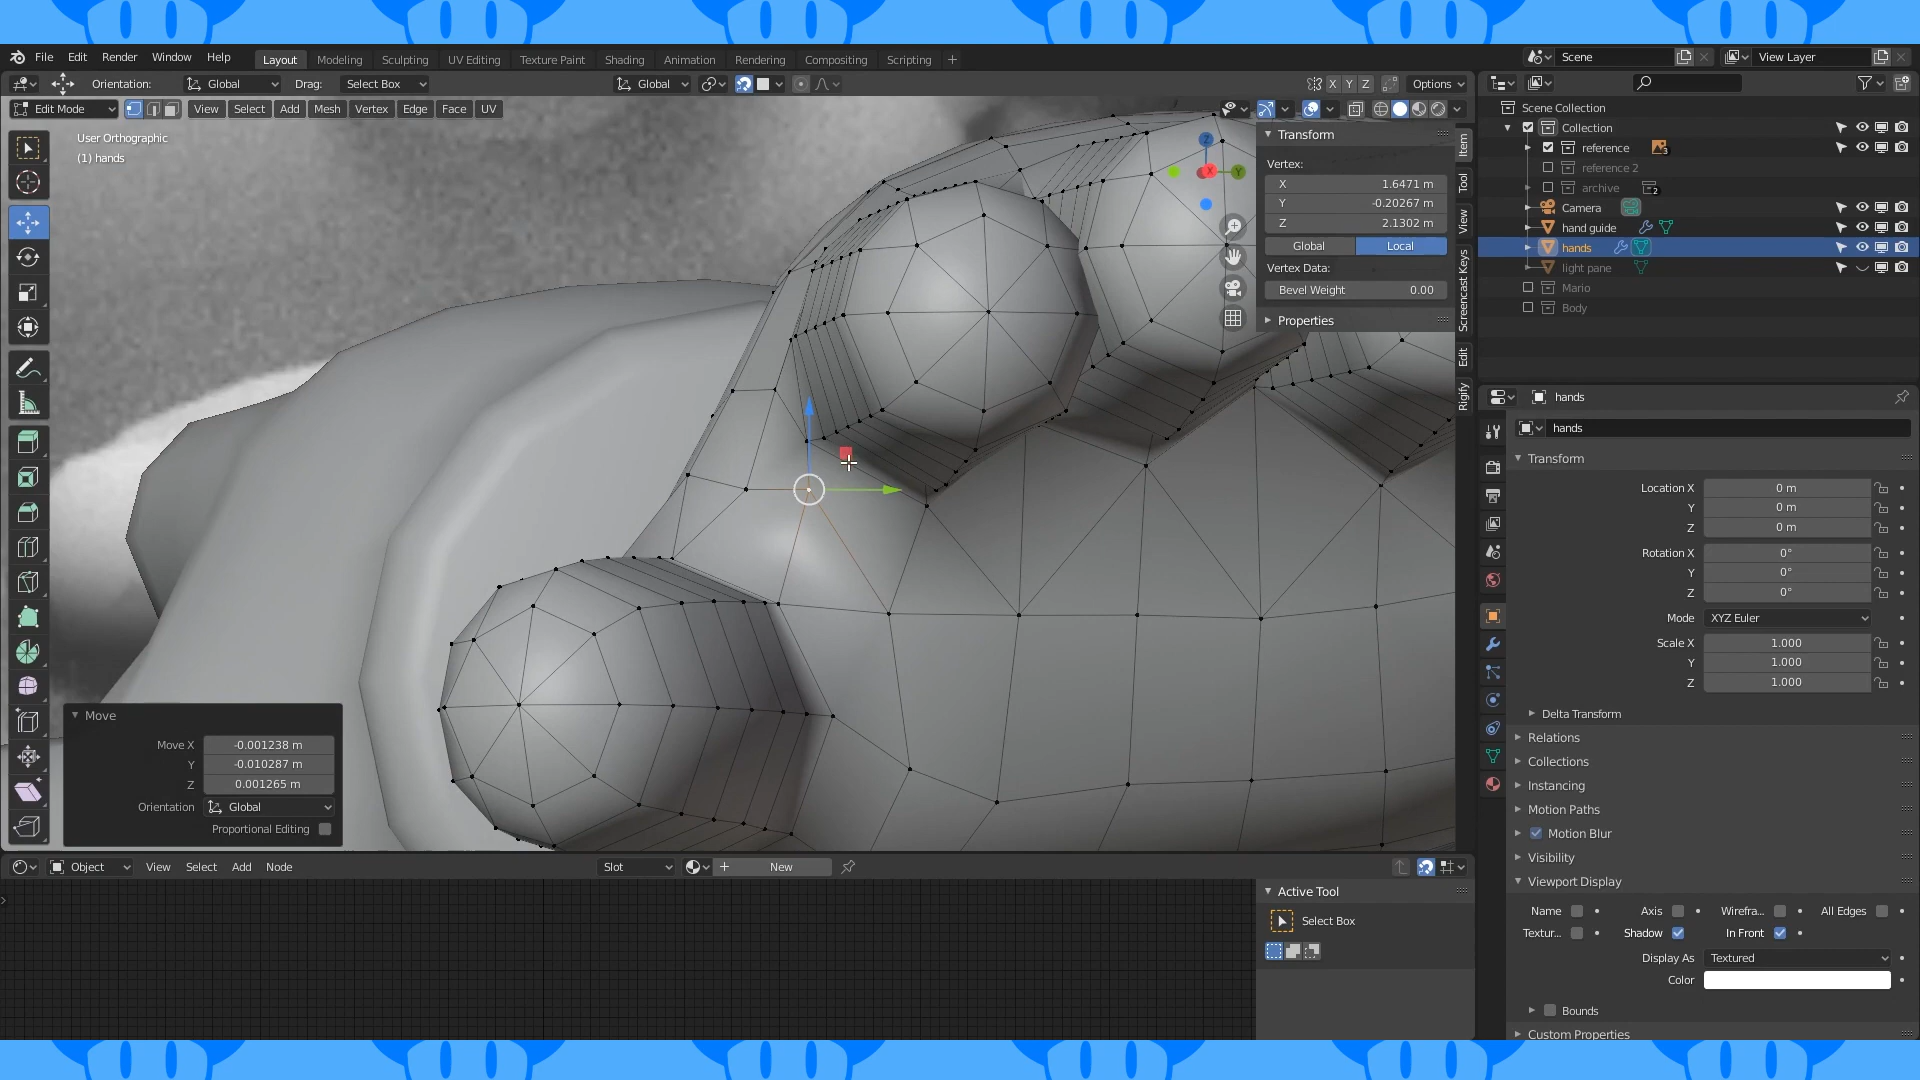 File Edit Render Window Help Layout Modeling Sculpting UV Editing Texture Paint Shading Animation Rendering Compositing Scripting +
Scene View Layer
Orientation: Global Drag: Select Box Global X Y Z Options
Edit Mode View Select Add Mesh Vertex Edge Face UV
User Orthographic
(1) hands
Transform
Vertex:
X 1.6471 m
Y -0.20267 m
Z 2.1302 m
Global Local
Vertex Data:
Bevel Weight 0.00
Properties
Item
Tool
View
Screencast Keys
Edit
Rigify
Z
Y
X
Move
Move X -0.001238 m
Y -0.010287 m
Z 0.001265 m
Orientation Global
Proportional Editing
Object View Select Add Node Slot New
Active Tool
Select Box
Scene Collection
Collection
reference 3
reference 2
archive 2
Camera
hand guide
hands
light pane
Mario
Body
hands
hands
Transform
Location X 0 m
Y 0 m
Z 0 m
Rotation X 0°
Y 0°
Z 0°
Mode XYZ Euler
Scale X 1.000
Y 1.000
Z 1.000
Delta Transform
Relations
Collections
Instancing
Motion Paths
Motion Blur
Visibility
Viewport Display
Name Axis Wirefra... All Edges
Textur... Shadow In Front
Display As Textured
Color
Bounds
Custom Properties